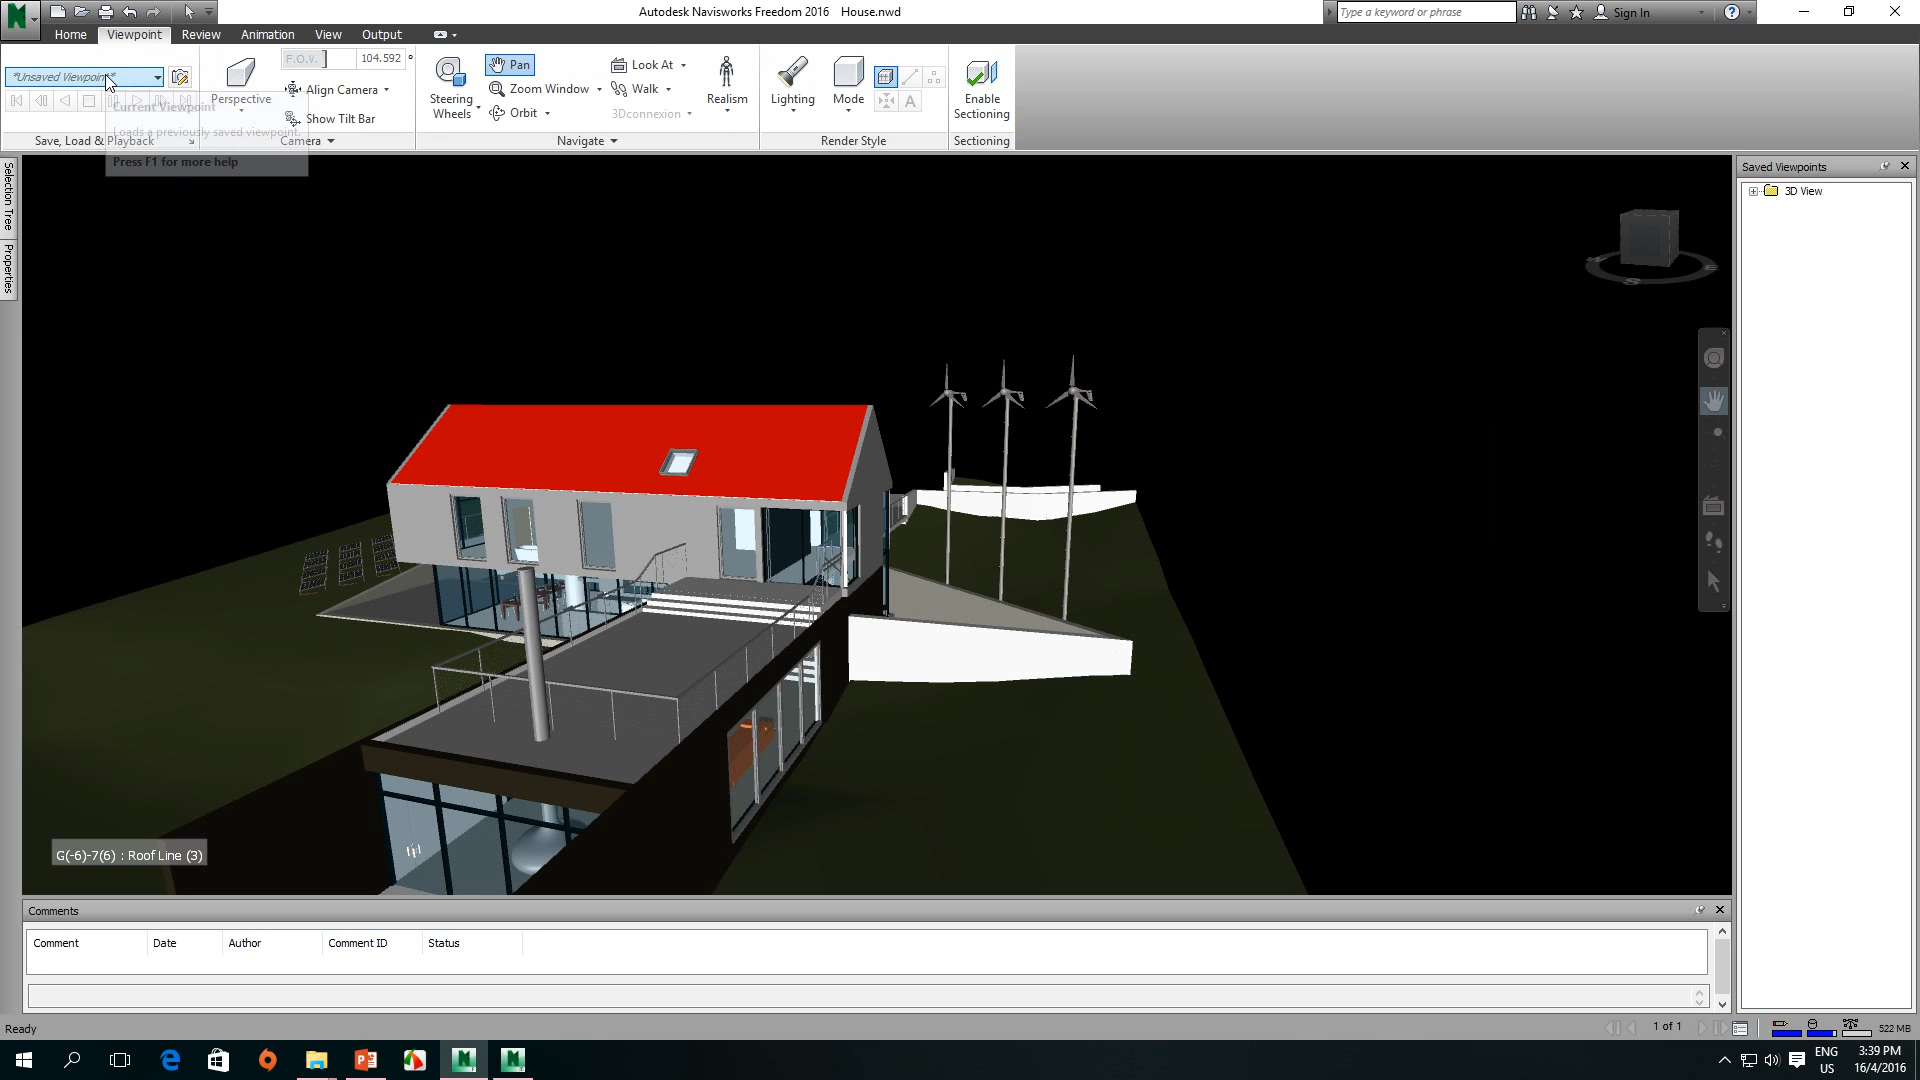 Autodesk Navisworks Freedom 2016 House.nwd
Type a keyword or phrase
Sign In
Home Viewpoint Review Animation View Output
*Unsaved Viewpoint*
Perspective
F.O.V. 104.592 °
Align Camera
Show Tilt Bar
Steering Wheels
Pan
Zoom Window
Orbit
Look At
Walk
3Dconnexion
Realism
Lighting
Mode
A
Enable Sectioning
Save, Load & Playback
Camera
Navigate
Render Style
Sectioning
Current Viewpoint
Loads a previously saved viewpoint.
Press F1 for more help
Selection Tree
Properties
Saved Viewpoints
3D View
S
E
G(-6)-7(6) : Roof Line (3)
Comments
Comment Date Author Comment ID Status
Ready
1 of 1
522 MB
ENG
US
3:39 PM
16/4/2016